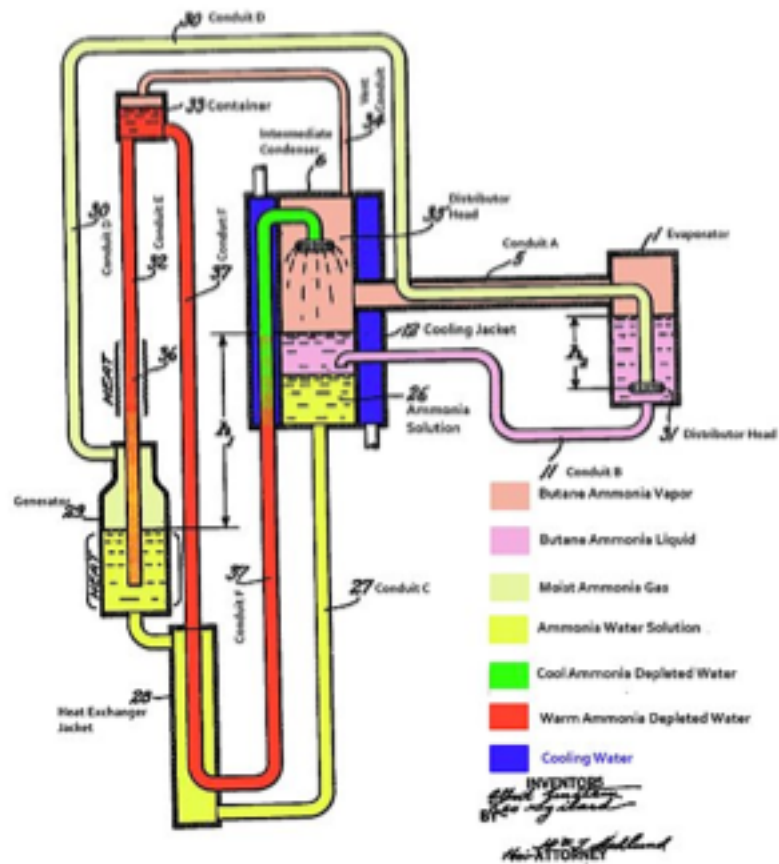 30 Conduit D
33 Container
Vent Conduit
34
Intermediate
Condenser
6
Distributor
Head
35
30
Conduit D
Conduit E
38
Conduit F
37
Conduit A
5
1 Evaporator
HEAT
36
12 Cooling Jacket
26
Ammonia
Solution
h1
31 Distributor Head
11 Conduit B
Generator
29
HEAT
37
Conduit F
27 Conduit C
28
Heat Exchanger
Jacket
Butane Ammonia Vapor
Butane Ammonia Liquid
Moist Ammonia Gas
Ammonia Water Solution
Cool Ammonia Depleted Water
Warm Ammonia Depleted Water
Cooling Water
INVENTORS
BY
ATTORNEY